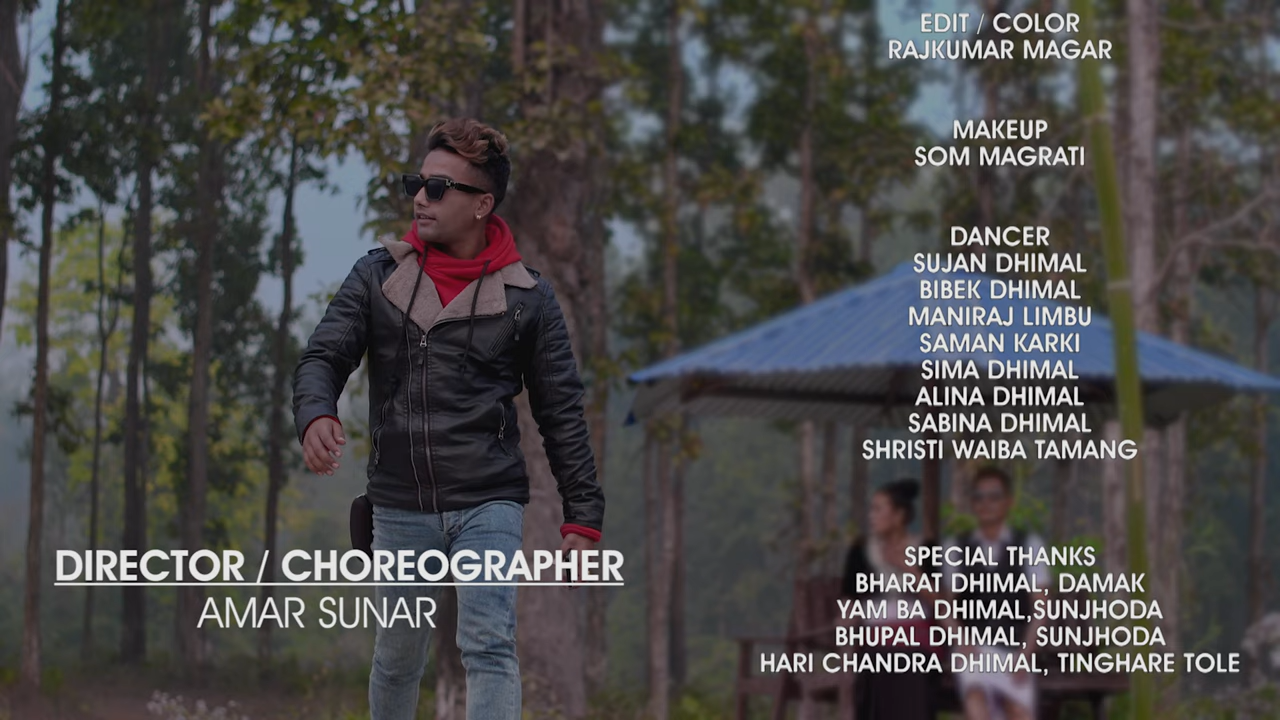 EDIT / COLOR
RAJKUMAR MAGAR
MAKEUP
SOM MAGRATI
DANCER
SUJAN DHIMAL
BIBEK DHIMAL
MANIRAJ LIMBU
SAMAN KARKI
SIMA DHIMAL
ALINA DHIMAL
SABINA DHIMAL
SHRISTI WAIBA TAMANG
SPECIAL THANKS
BHARAT DHIMAL, DAMAK
YAM BA DHIMAL,SUNJHODA
BHUPAL DHIMAL, SUNJHODA
HARI CHANDRA DHIMAL, TINGHARE TOLE
DIRECTOR / CHOREOGRAPHER
AMAR SUNAR